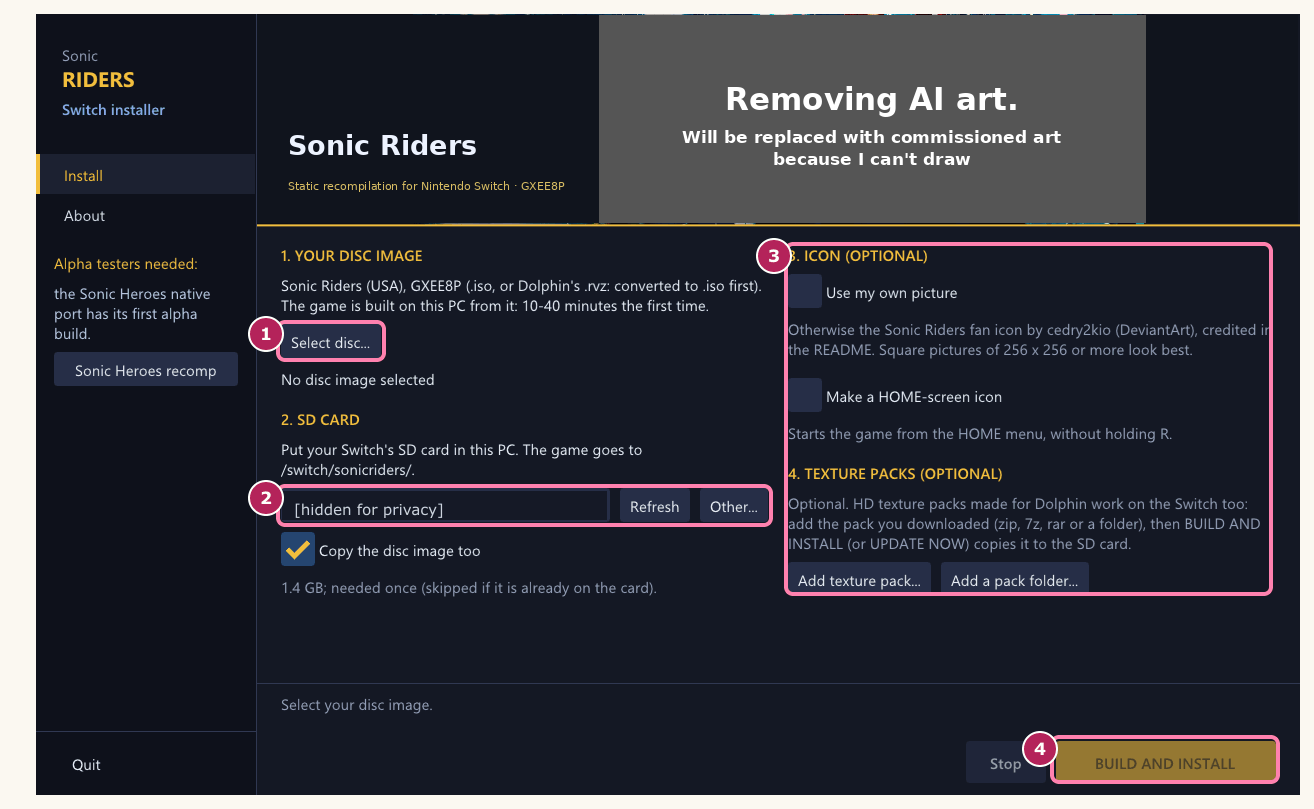 Sonic
RIDERS
Switch installer
Install
About
Alpha testers needed:
the Sonic Heroes native
port has its first alpha
build.
Sonic Heroes recomp
Quit
Sonic Riders
Static recompilation for Nintendo Switch · GXEE8P
Removing AI art.
Will be replaced with commissioned art
because I can't draw
1. YOUR DISC IMAGE
Sonic Riders (USA), GXEE8P (.iso, or Dolphin's .rvz: converted to .iso first).
The game is built on this PC from it: 10-40 minutes the first time.
1
Select disc...
No disc image selected
2. SD CARD
Put your Switch's SD card in this PC. The game goes to
/switch/sonicriders/.
2
[hidden for privacy]
Refresh
Other...
Copy the disc image too
1.4 GB; needed once (skipped if it is already on the card).
3
3. ICON (OPTIONAL)
Use my own picture
Otherwise the Sonic Riders fan icon by cedry2kio (DeviantArt), credited in
the README. Square pictures of 256 x 256 or more look best.
Make a HOME-screen icon
Starts the game from the HOME menu, without holding R.
4. TEXTURE PACKS (OPTIONAL)
Optional. HD texture packs made for Dolphin work on the Switch too:
add the pack you downloaded (zip, 7z, rar or a folder), then BUILD AND
INSTALL (or UPDATE NOW) copies it to the SD card.
Add texture pack...
Add a pack folder...
Select your disc image.
Stop
4
BUILD AND INSTALL